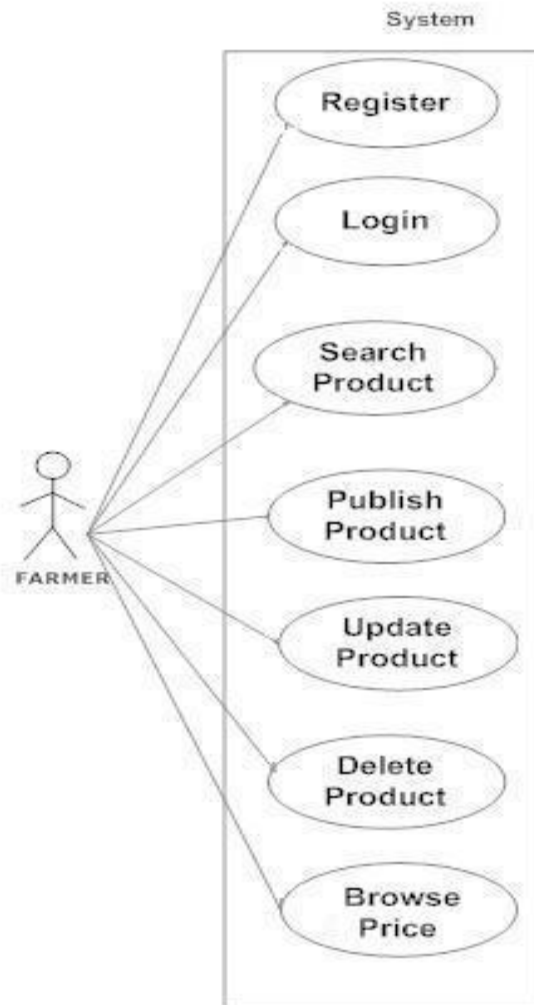 System
Register
Login
Search
Product
Publish
Product
FARMER
Update
Product
Delete
Product
Browse
Price